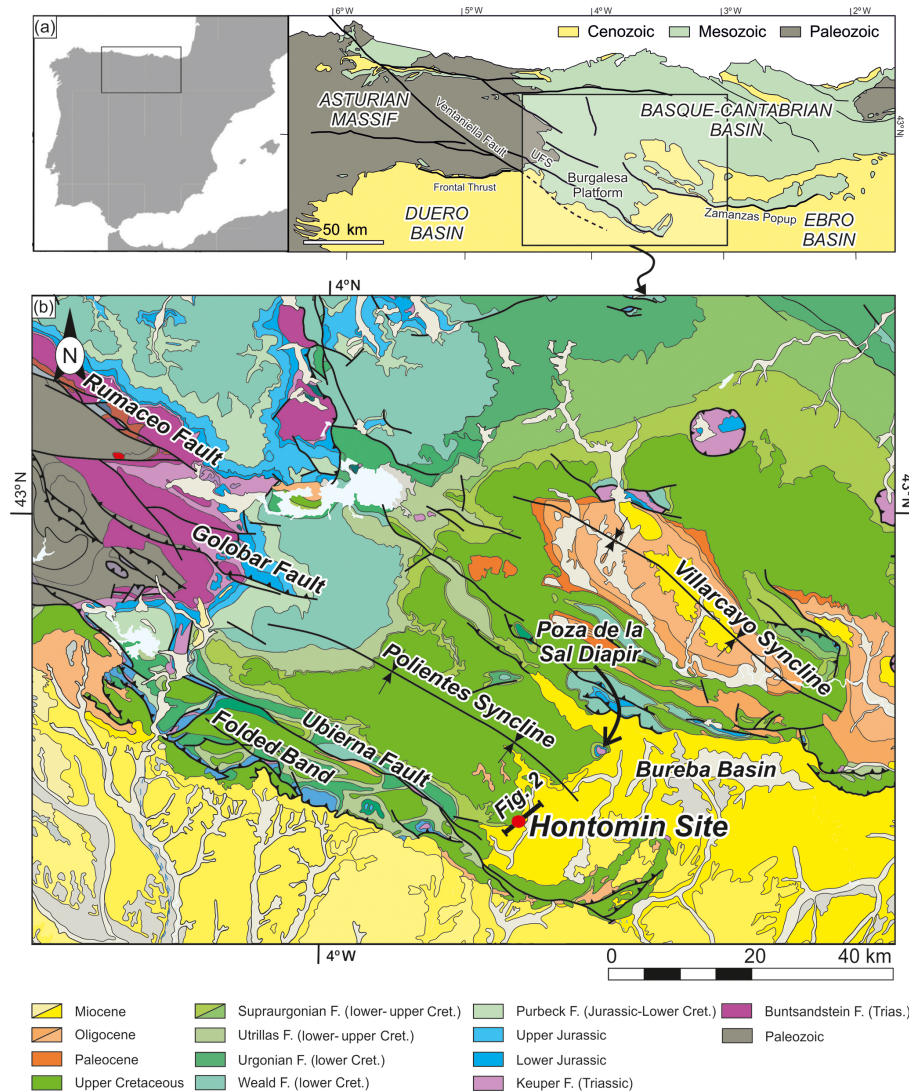 (a)
6°W
5°W
4°W
3°W
2°W
Cenozoic
Mesozoic
Paleozoic
ASTURIAN
MASSIF
Ventaniella Fault
UFS
BASQUE-CANTABRIAN
BASIN
43°N
Burgalesa
Platform
Frontal Thrust
Zamanzas Popup
DUERO
BASIN
EBRO
BASIN
50 km
(b)
4°N
N
Rumaceo Fault
43°N
43°N
Golobar Fault
Villarcayo Syncline
Poza de la
Sal Diapir
Polientes Syncline
Ubierna Fault
Folded Band
Bureba Basin
Fig. 2
Hontomin Site
4°W
0 20 40 km
Miocene
Oligocene
Paleocene
Upper Cretaceous
Supraurgonian F. (lower- upper Cret.)
Utrillas F. (lower- upper Cret.)
Urgonian F. (lower Cret.)
Weald F. (lower Cret.)
Purbeck F. (Jurassic-Lower Cret.)
Upper Jurassic
Lower Jurassic
Keuper F. (Triassic)
Buntsandstein F. (Trias.)
Paleozoic